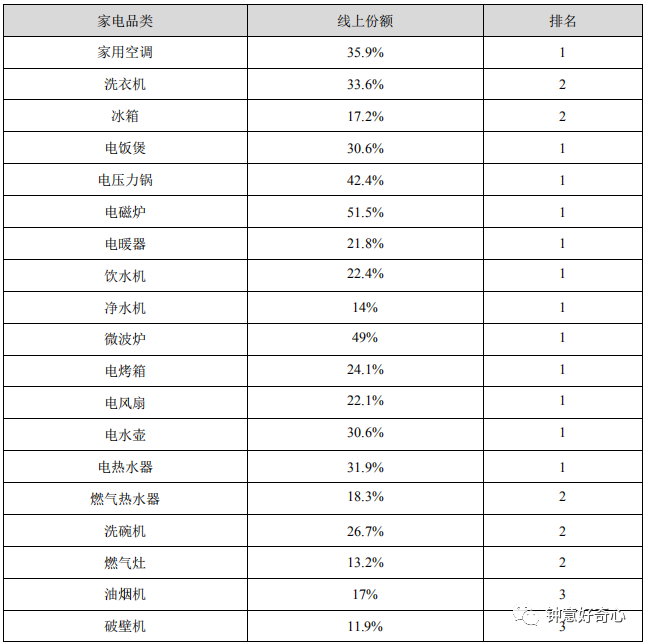 家电品类 线上份额 排名
家用空调 35.9% 1
洗衣机 33.6% 2
冰箱 17.2% 2
电饭煲 30.6% 1
电压力锅 42.4% 1
电磁炉 51.5% 1
电暖器 21.8% 1
饮水机 22.4% 1
净水机 14% 1
微波炉 49% 1
电烤箱 24.1% 1
电风扇 22.1% 1
电水壶 30.6% 1
电热水器 31.9% 1
燃气热水器 18.3% 2
洗碗机 26.7% 2
燃气灶 13.2% 2
油烟机 17% 3
破壁机 11.9% 3
钟意好奇心